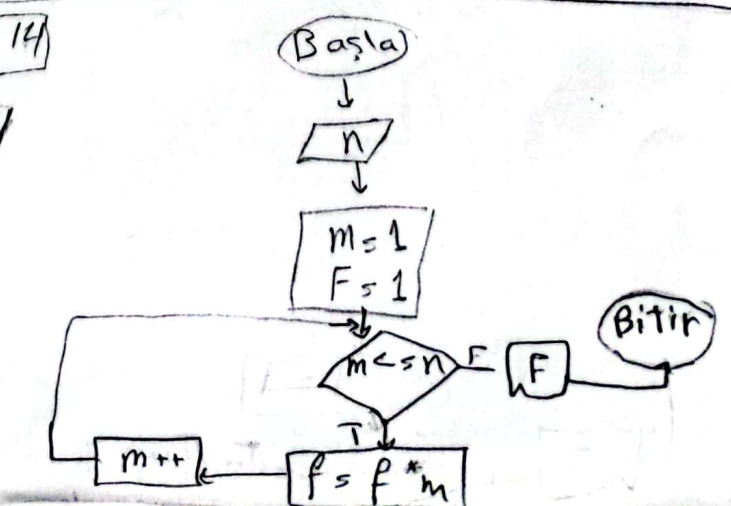 14
Başla
n
m = 1
F = 1
m <= n
F
F
Bitir
T
f = f * m
m++